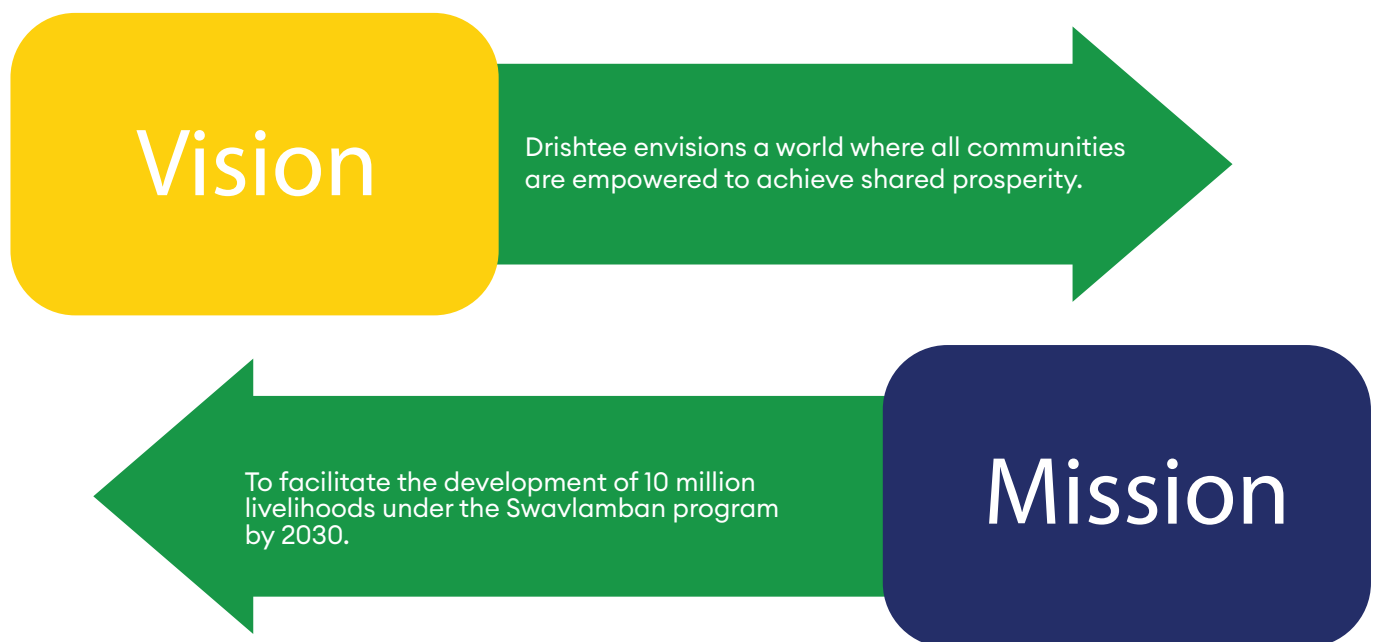 Vision
Drishtee envisions a world where all communities
are empowered to achieve shared prosperity.
To facilitate the development of 10 million
livelihoods under the Swavlamban program
by 2030.
Mission